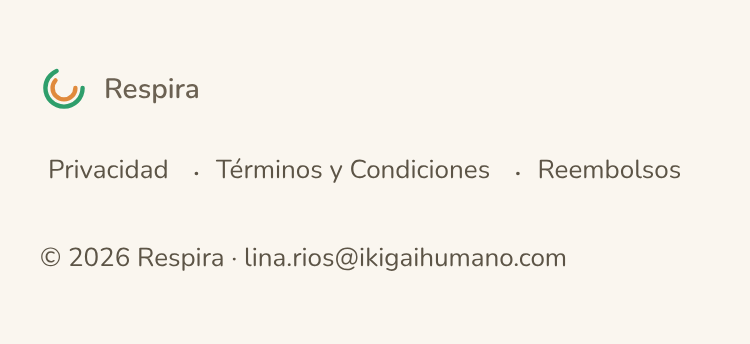 Respira
Privacidad · Términos y Condiciones · Reembolsos
© 2026 Respira · lina.rios@ikigaihumano.com